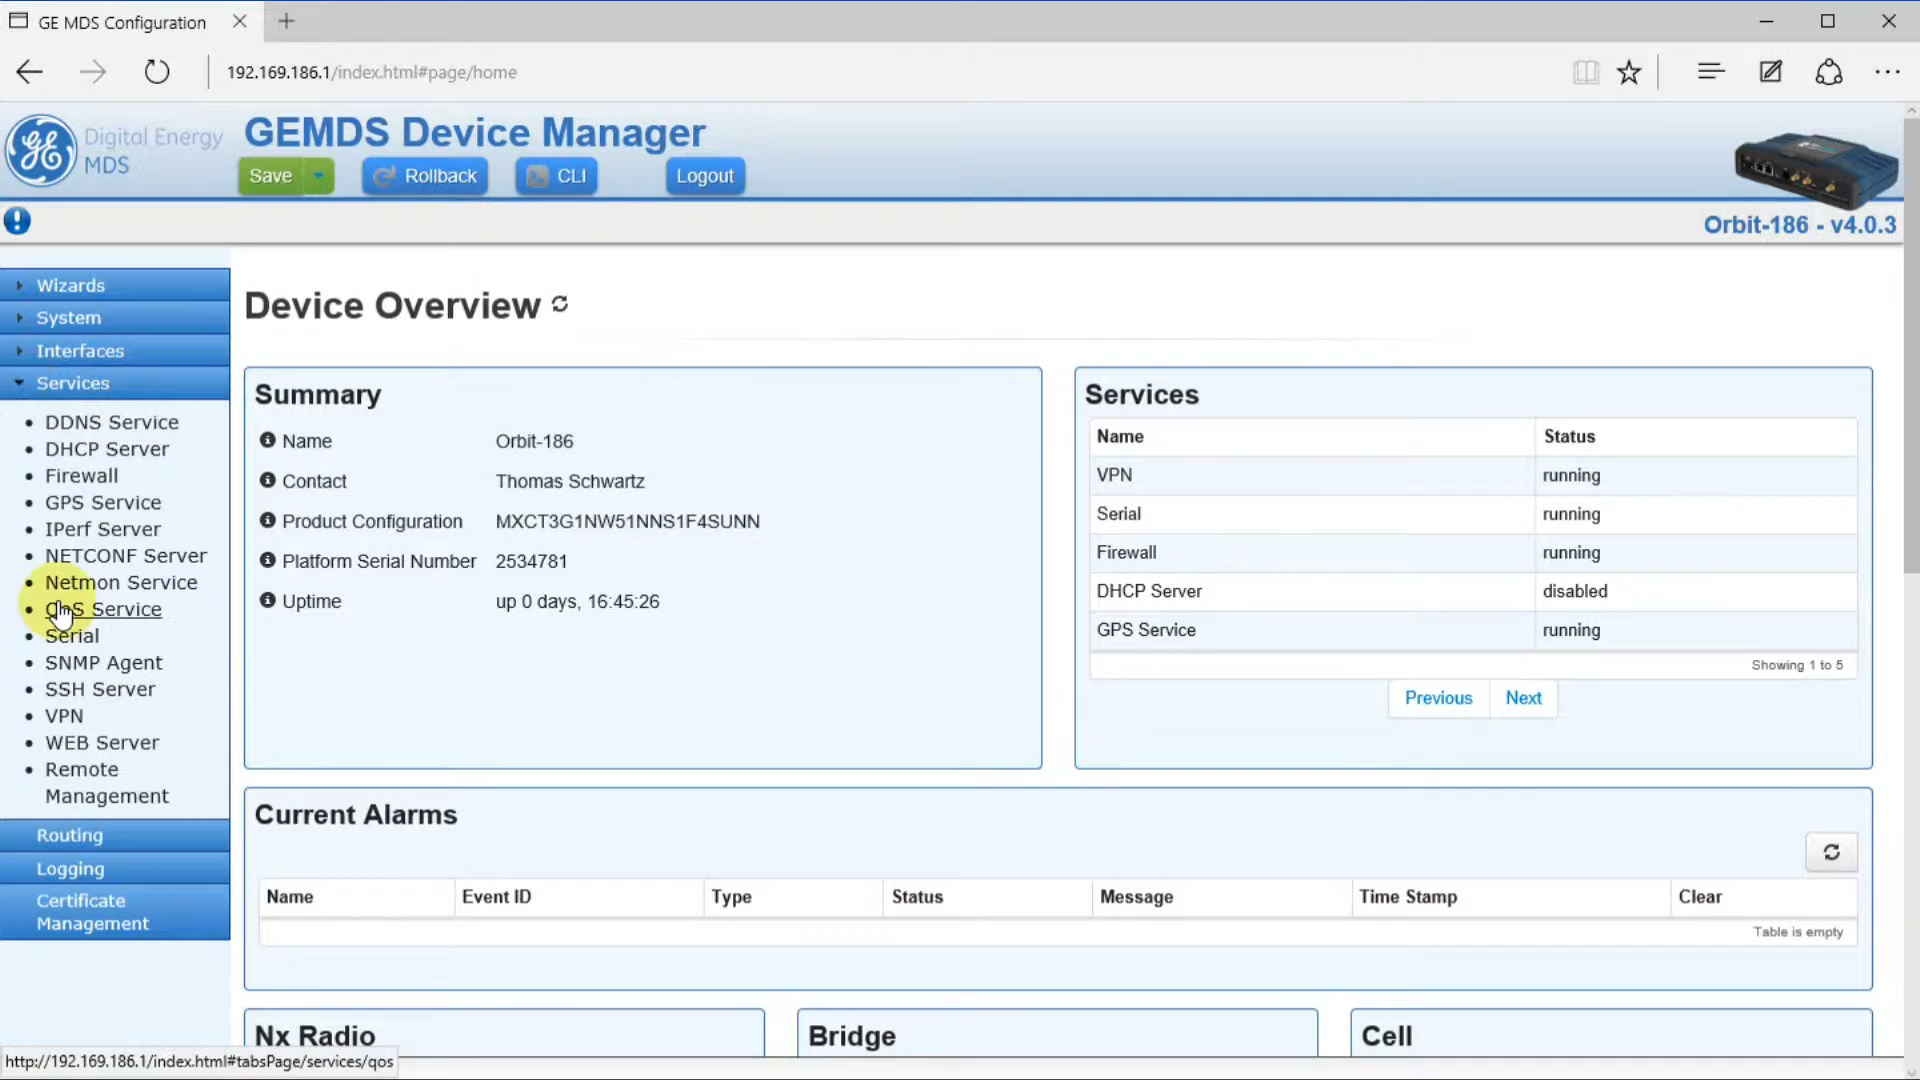 GE MDS Configuration
192.169.186.1/index.html#page/home
GE Digital Energy
MDS
GEMDS Device Manager
Save
Rollback
CLI
Logout
Orbit-186 - v4.0.3
Wizards
System
Interfaces
Services
DDNS Service
DHCP Server
Firewall
GPS Service
IPerf Server
NETCONF Server
Netmon Service
QoS Service
Serial
SNMP Agent
SSH Server
VPN
WEB Server
Remote
Management
Routing
Logging
Certificate
Management
Device Overview
Summary
Name Orbit-186
Contact Thomas Schwartz
Product Configuration MXCT3G1NW51NNS1F4SUNN
Platform Serial Number 2534781
Uptime up 0 days, 16:45:26
Services
Name Status
VPN running
Serial running
Firewall running
DHCP Server disabled
GPS Service running
Showing 1 to 5
Previous Next
Current Alarms
Name Event ID Type Status Message Time Stamp Clear
Table is empty
Nx Radio
Bridge
Cell
http://192.169.186.1/index.html#tabsPage/services/qos